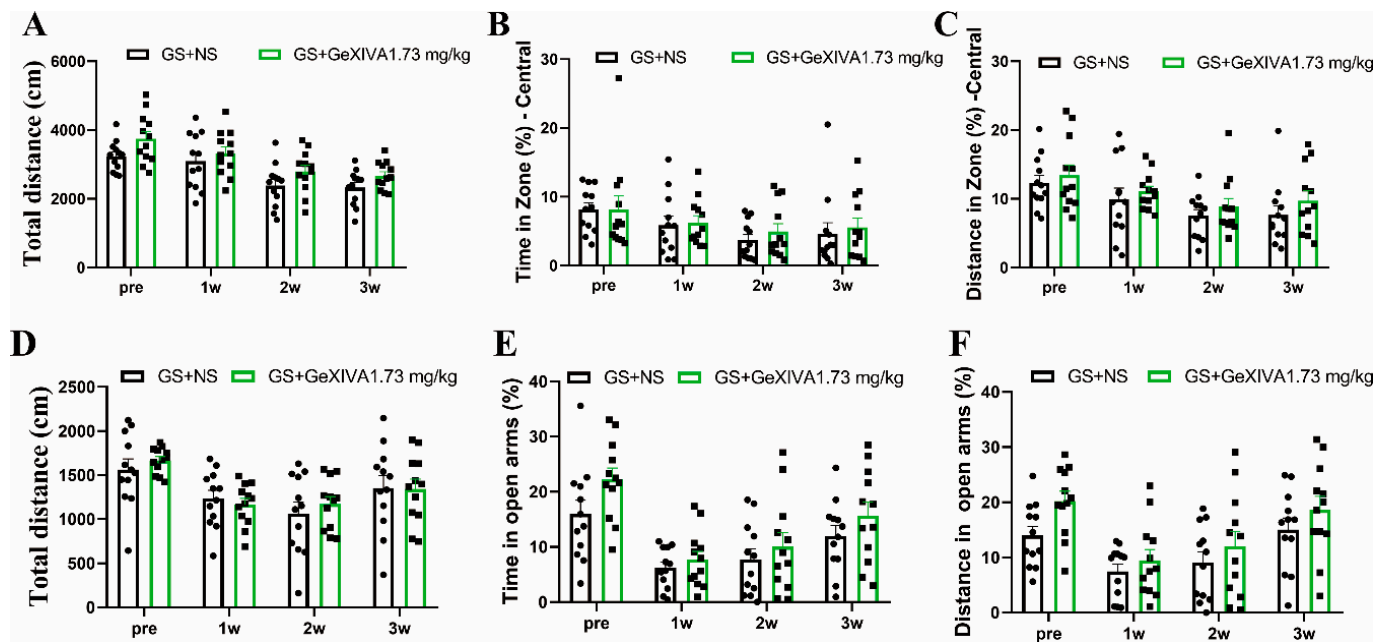 A
GS+NS
GS+GeXIVA1.73 mg/kg
Total distance (cm)
6000
4000
2000
0
pre
1w
2w
3w
B
GS+NS
GS+GeXIVA1.73 mg/kg
Time in Zone (%) - Central
30
20
10
0
pre
1w
2w
3w
C
GS+NS
GS+GeXIVA1.73 mg/kg
Distance in Zone (%) -Central
30
20
10
0
pre
1w
2w
3w
D
GS+NS
GS+GeXIVA1.73 mg/kg
Total distance (cm)
2500
2000
1500
1000
500
0
pre
1w
2w
3w
E
GS+NS
GS+GeXIVA1.73 mg/kg
Time in open arms (%)
40
30
20
10
0
pre
1w
2w
3w
F
GS+NS
GS+GeXIVA1.73 mg/kg
Distance in open arms (%)
40
30
20
10
0
pre
1w
2w
3w